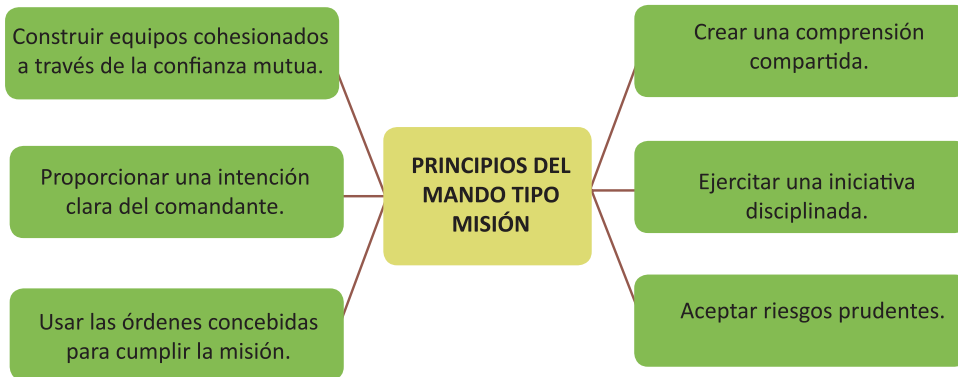 Construir equipos cohesionados
a través de la confianza mutua.
Proporcionar una intención
clara del comandante.
Usar las órdenes concebidas
para cumplir la misión.
PRINCIPIOS DEL
MANDO TIPO
MISIÓN
Crear una comprensión
compartida.
Ejercitar una iniciativa
disciplinada.
Aceptar riesgos prudentes.